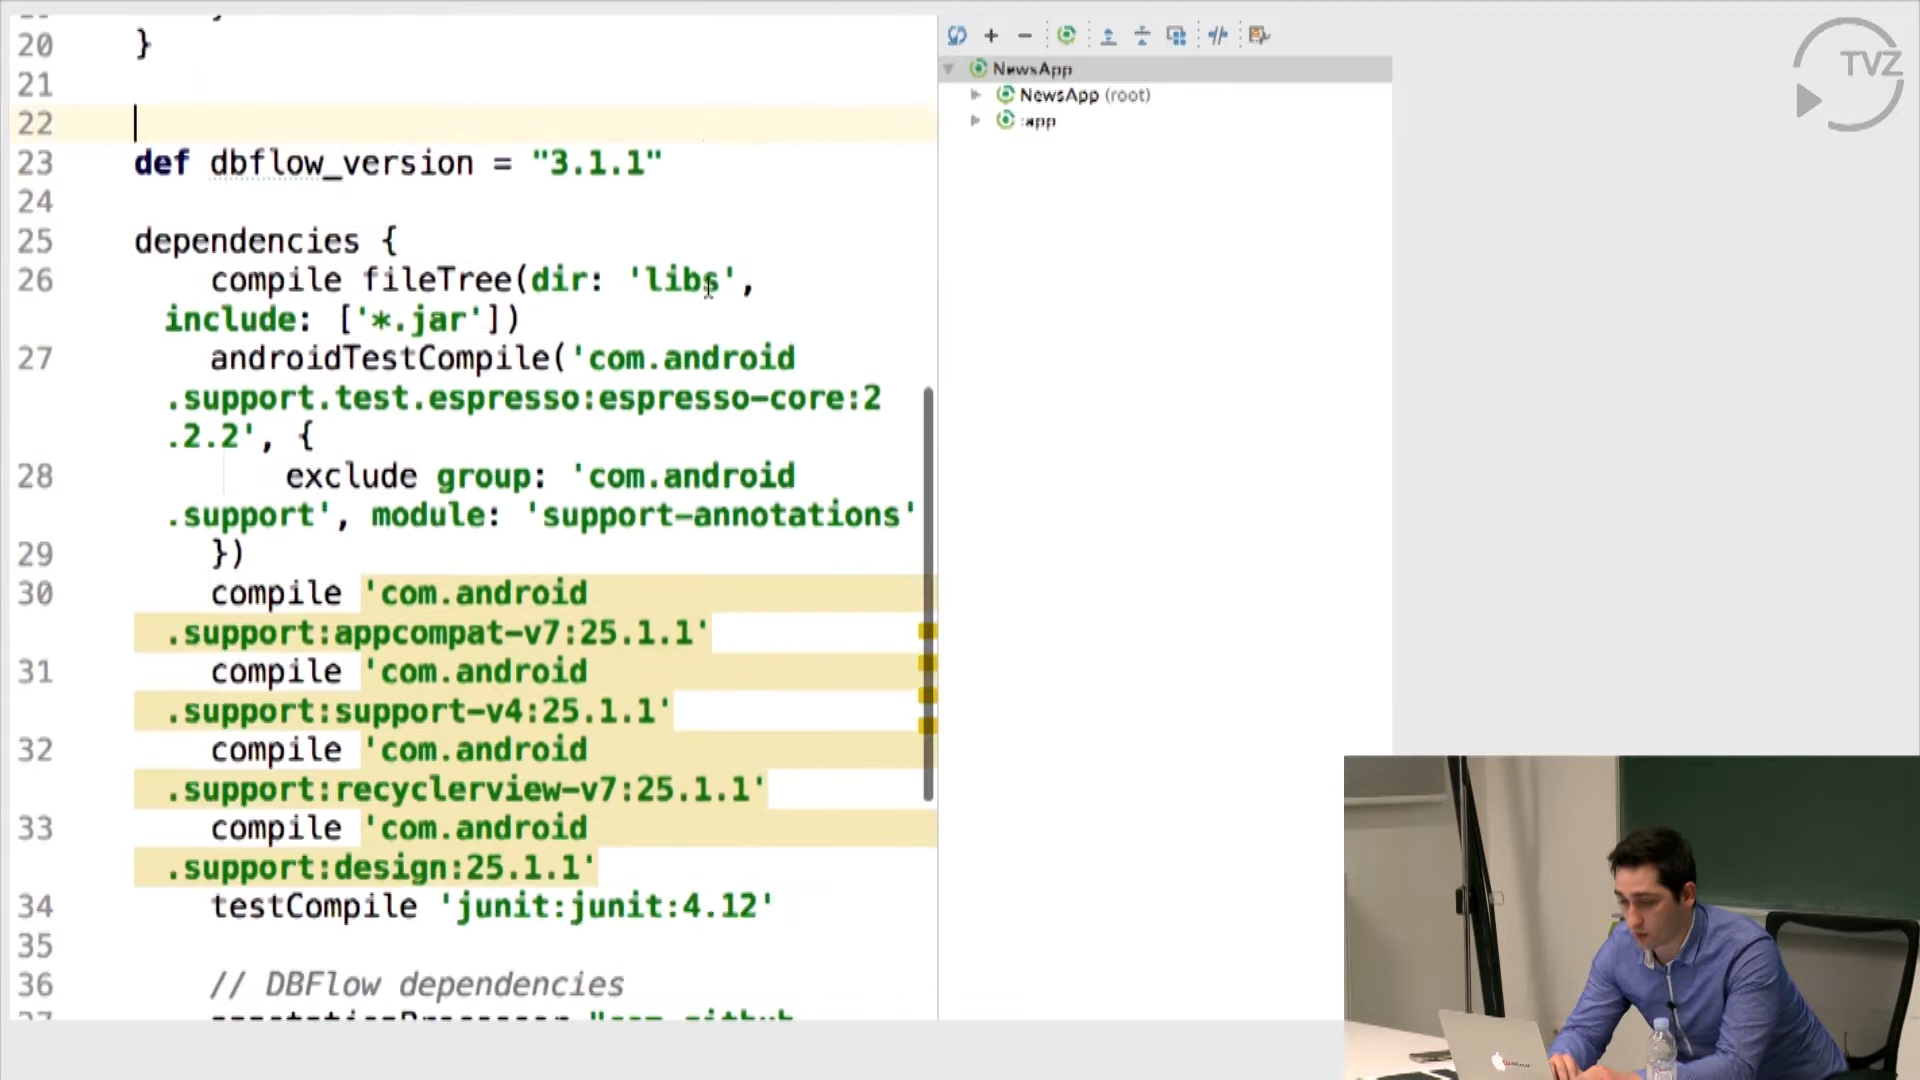 20 }
21
22
23 def dbflow_version = "3.1.1"
24
25 dependencies {
26 compile fileTree(dir: 'libs',
include: ['*.jar'])
27 androidTestCompile('com.android
.support.test.espresso:espresso-core:2
.2.2', {
28 exclude group: 'com.android
.support', module: 'support-annotations'
29 })
30 compile 'com.android
.support:appcompat-v7:25.1.1'
31 compile 'com.android
.support:support-v4:25.1.1'
32 compile 'com.android
.support:recyclerview-v7:25.1.1'
33 compile 'com.android
.support:design:25.1.1'
34 testCompile 'junit:junit:4.12'
35
36 // DBFlow dependencies
NewsApp
NewsApp (root)
:app
TVZ